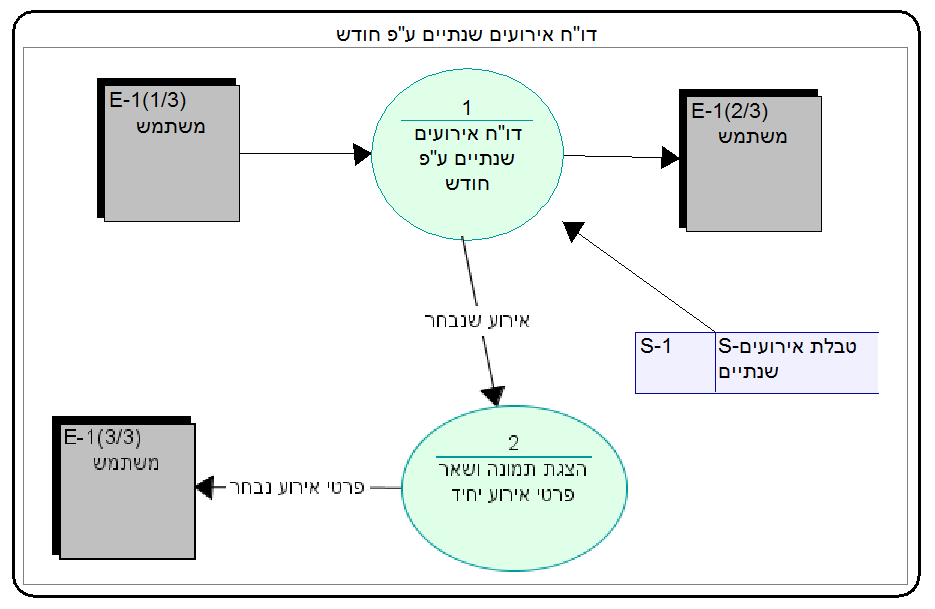 דו"ח אירועים שנתיים ע"פ חודש
E-1(1/3)
משתמש
1
דו"ח אירועים
שנתיים ע"פ
חודש
E-1(2/3)
משתמש
אירוע שנבחר
S-1
טבלת אירועים-S
שנתיים
E-1(3/3)
משתמש
פרטי אירוע נבחר
2
הצגת תמונה ושאר
פרטי אירוע יחיד